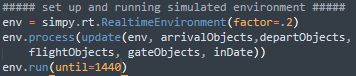 ##### set up and running simulated environment #####
env = simpy.rt.RealtimeEnvironment(factor=.2)
env.process(update(env, arrivalObjects,departObjects,
flightObjects, gateObjects, inDate))
env.run(until=1440)